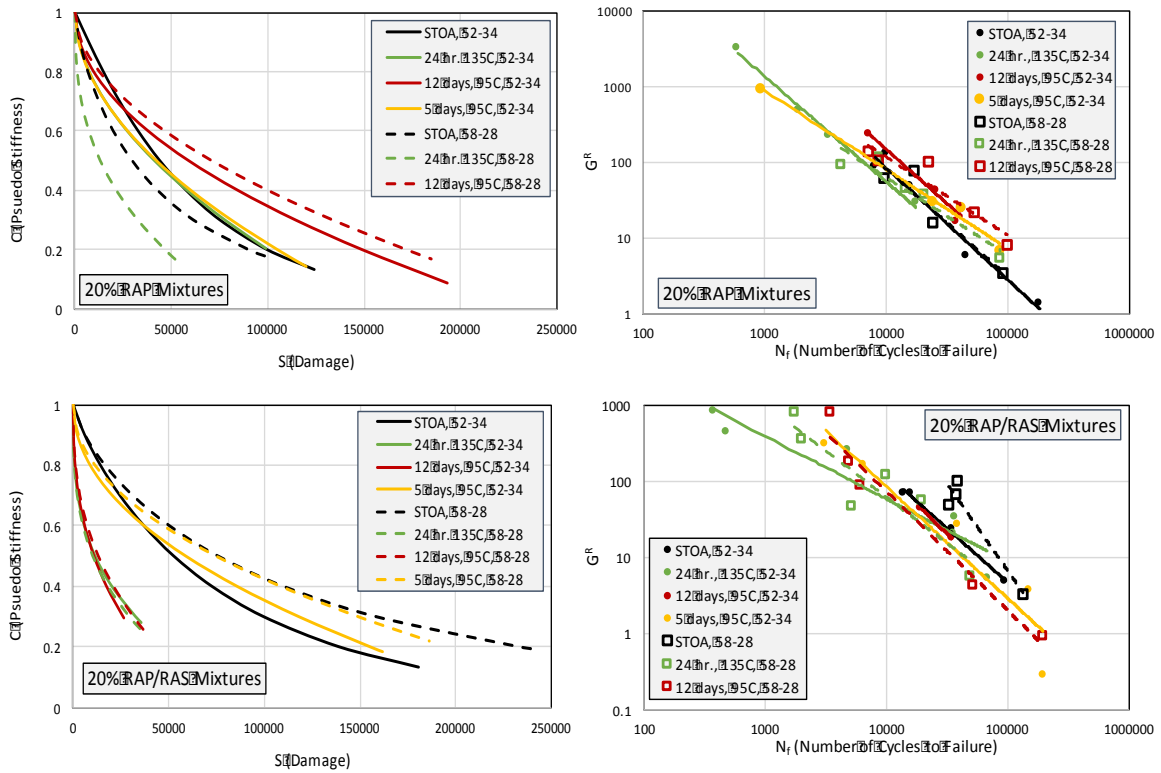 1
0.8
0.6
0.4
0.2
0
C (Psuedo Stiffness)
STOA, 52-34
24 hr. 135C, 52-34
12 days, 95C, 52-34
5 days, 95C, 52-34
STOA, 58-28
24 hr. 135C, 58-28
12 days, 95C, 58-28
20% RAP Mixtures
0 50000 100000 150000 200000 250000
S (Damage)
10000
1000
100
10
1
G^R
STOA, 52-34
24 hr., 135C, 52-34
12 days, 95C, 52-34
5 days, 95C, 52-34
STOA, 58-28
24 hr., 135C, 58-28
12 days, 95C, 58-28
20% RAP Mixtures
100 1000 10000 100000 1000000
N_f (Number of Cycles to Failure)
1
0.8
0.6
0.4
0.2
0
C (Psuedo Stiffness)
STOA, 52-34
24 hr. 135C, 52-34
12 days, 95C, 52-34
5 days, 95C, 52-34
STOA, 58-28
24 hr. 135C, 58-28
12 days, 95C, 58-28
5 days, 95C, 58-28
20% RAP/RAS Mixtures
0 50000 100000 150000 200000 250000
S (Damage)
1000
100
10
1
0.1
G^R
20% RAP/RAS Mixtures
STOA, 52-34
24 hr., 135C, 52-34
12 days, 95C, 52-34
5 days, 95C, 52-34
STOA, 58-28
24 hr., 135C, 58-28
12 days, 95C, 58-28
100 1000 10000 100000 1000000
N_f (Number of Cycles to Failure)